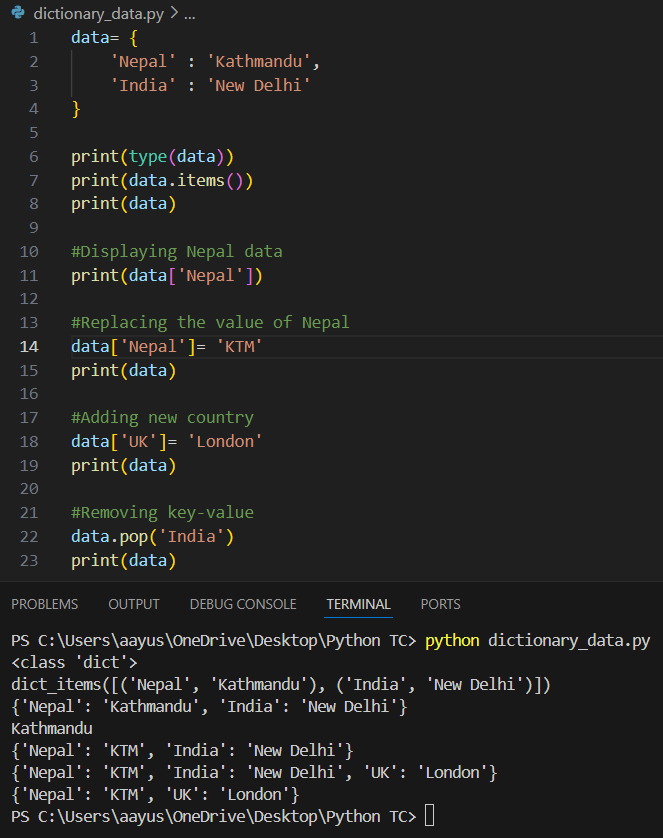 dictionary_data.py > ...
1 data= {
2     'Nepal' : 'Kathmandu',
3     'India' : 'New Delhi'
4 }
5
6 print(type(data))
7 print(data.items())
8 print(data)
9
10 #Displaying Nepal data
11 print(data['Nepal'])
12
13 #Replacing the value of Nepal
14 data['Nepal']= 'KTM'
15 print(data)
16
17 #Adding new country
18 data['UK']= 'London'
19 print(data)
20
21 #Removing key-value
22 data.pop('India')
23 print(data)
PROBLEMS OUTPUT DEBUG CONSOLE TERMINAL PORTS
PS C:\Users\aayus\OneDrive\Desktop\Python TC> python dictionary_data.py
<class 'dict'>
dict_items([('Nepal', 'Kathmandu'), ('India', 'New Delhi')])
{'Nepal': 'Kathmandu', 'India': 'New Delhi'}
Kathmandu
{'Nepal': 'KTM', 'India': 'New Delhi'}
{'Nepal': 'KTM', 'India': 'New Delhi', 'UK': 'London'}
{'Nepal': 'KTM', 'UK': 'London'}
PS C:\Users\aayus\OneDrive\Desktop\Python TC>